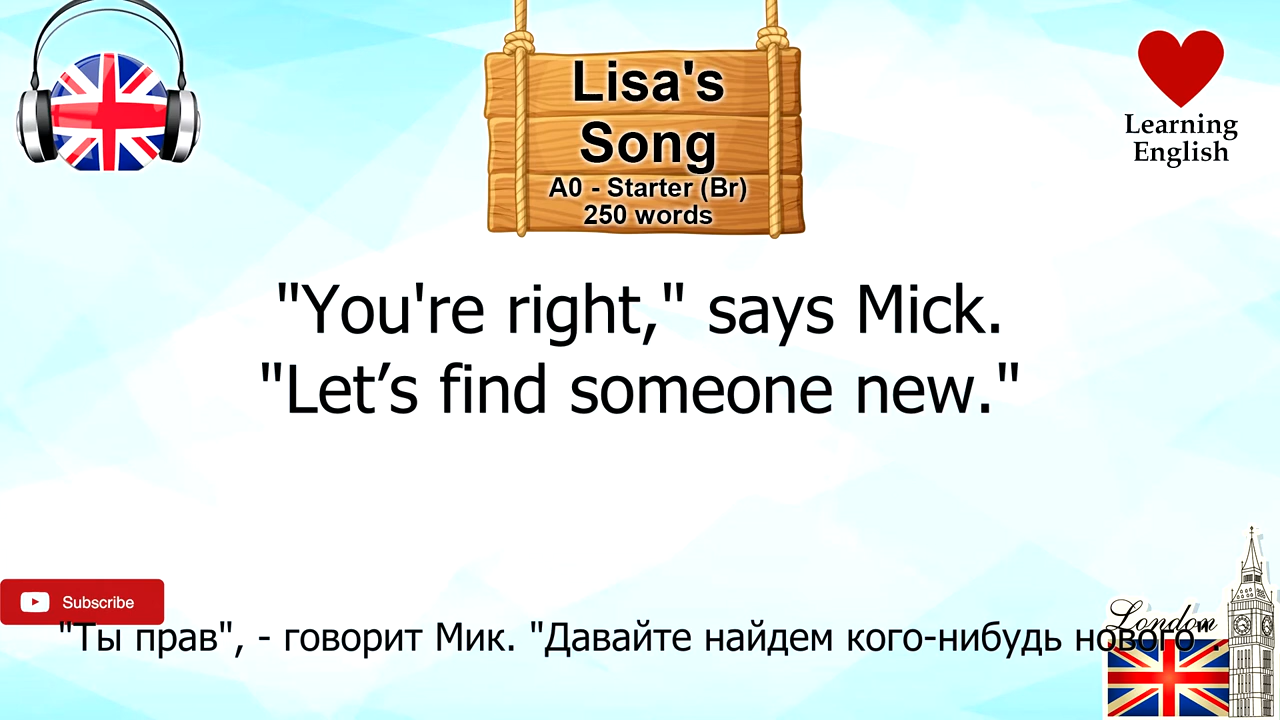 Lisa's
Song
A0 - Starter (Br)
250 words
Learning
English
"You're right," says Mick.
"Let’s find someone new."
Subscribe
"Ты прав", - говорит Мик. "Давайте найдем кого-нибудь нового".
London